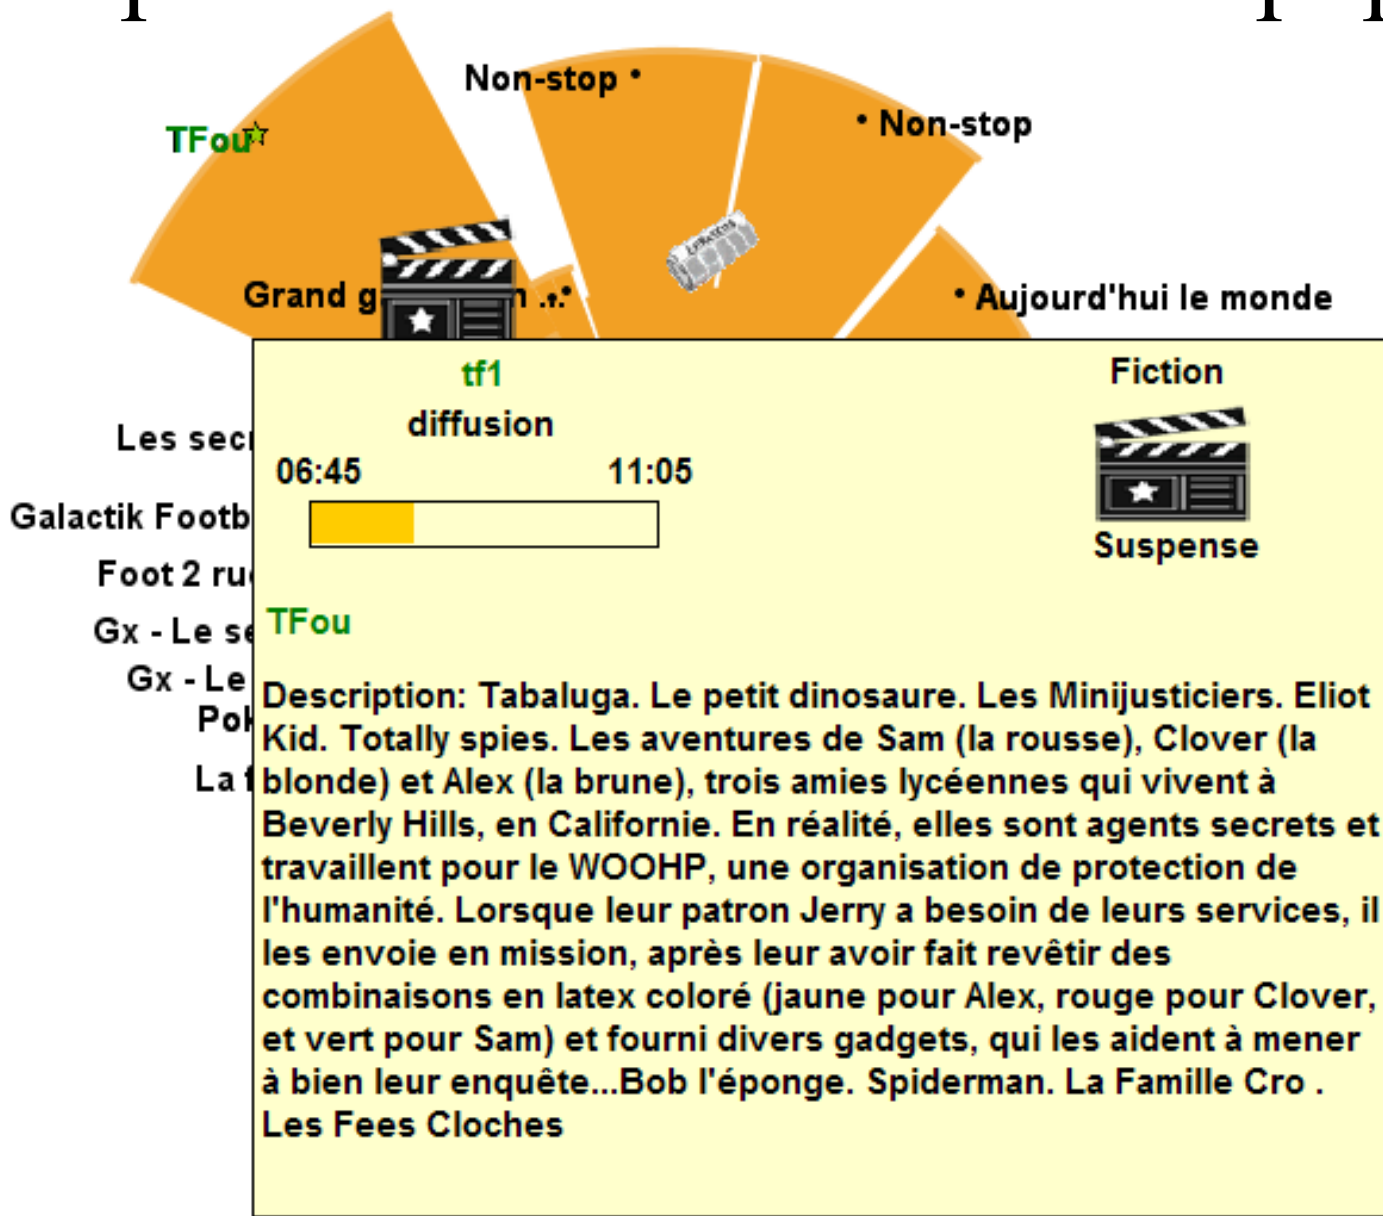 Non-stop
TFou
Non-stop
Grand
Aujourd'hui le monde
tf1
Fiction
diffusion
Les
06:45
11:05
Galactik
Suspense
Foot 2
TFou
Gx - Le
Gx - Le
La
Description: Tabaluga. Le petit dinosaure. Les Minijusticiers. Eliot
Kid. Totally spies. Les aventures de Sam (la rousse), Clover (la
blonde) et Alex (la brune), trois amies lycéennes qui vivent à
Beverly Hills, en Californie. En réalité, elles sont agents secrets et
travaillent pour le WOOHP, une organisation de protection de
l'humanité. Lorsque leur patron Jerry a besoin de leurs services, il
les envoie en mission, après leur avoir fait revêtir des
combinaisons en latex coloré (jaune pour Alex, rouge pour Clover,
et vert pour Sam) et fourni divers gadgets, qui les aident à mener
à bien leur enquête...Bob l'éponge. Spiderman. La Famille Cro .
Les Fees Cloches